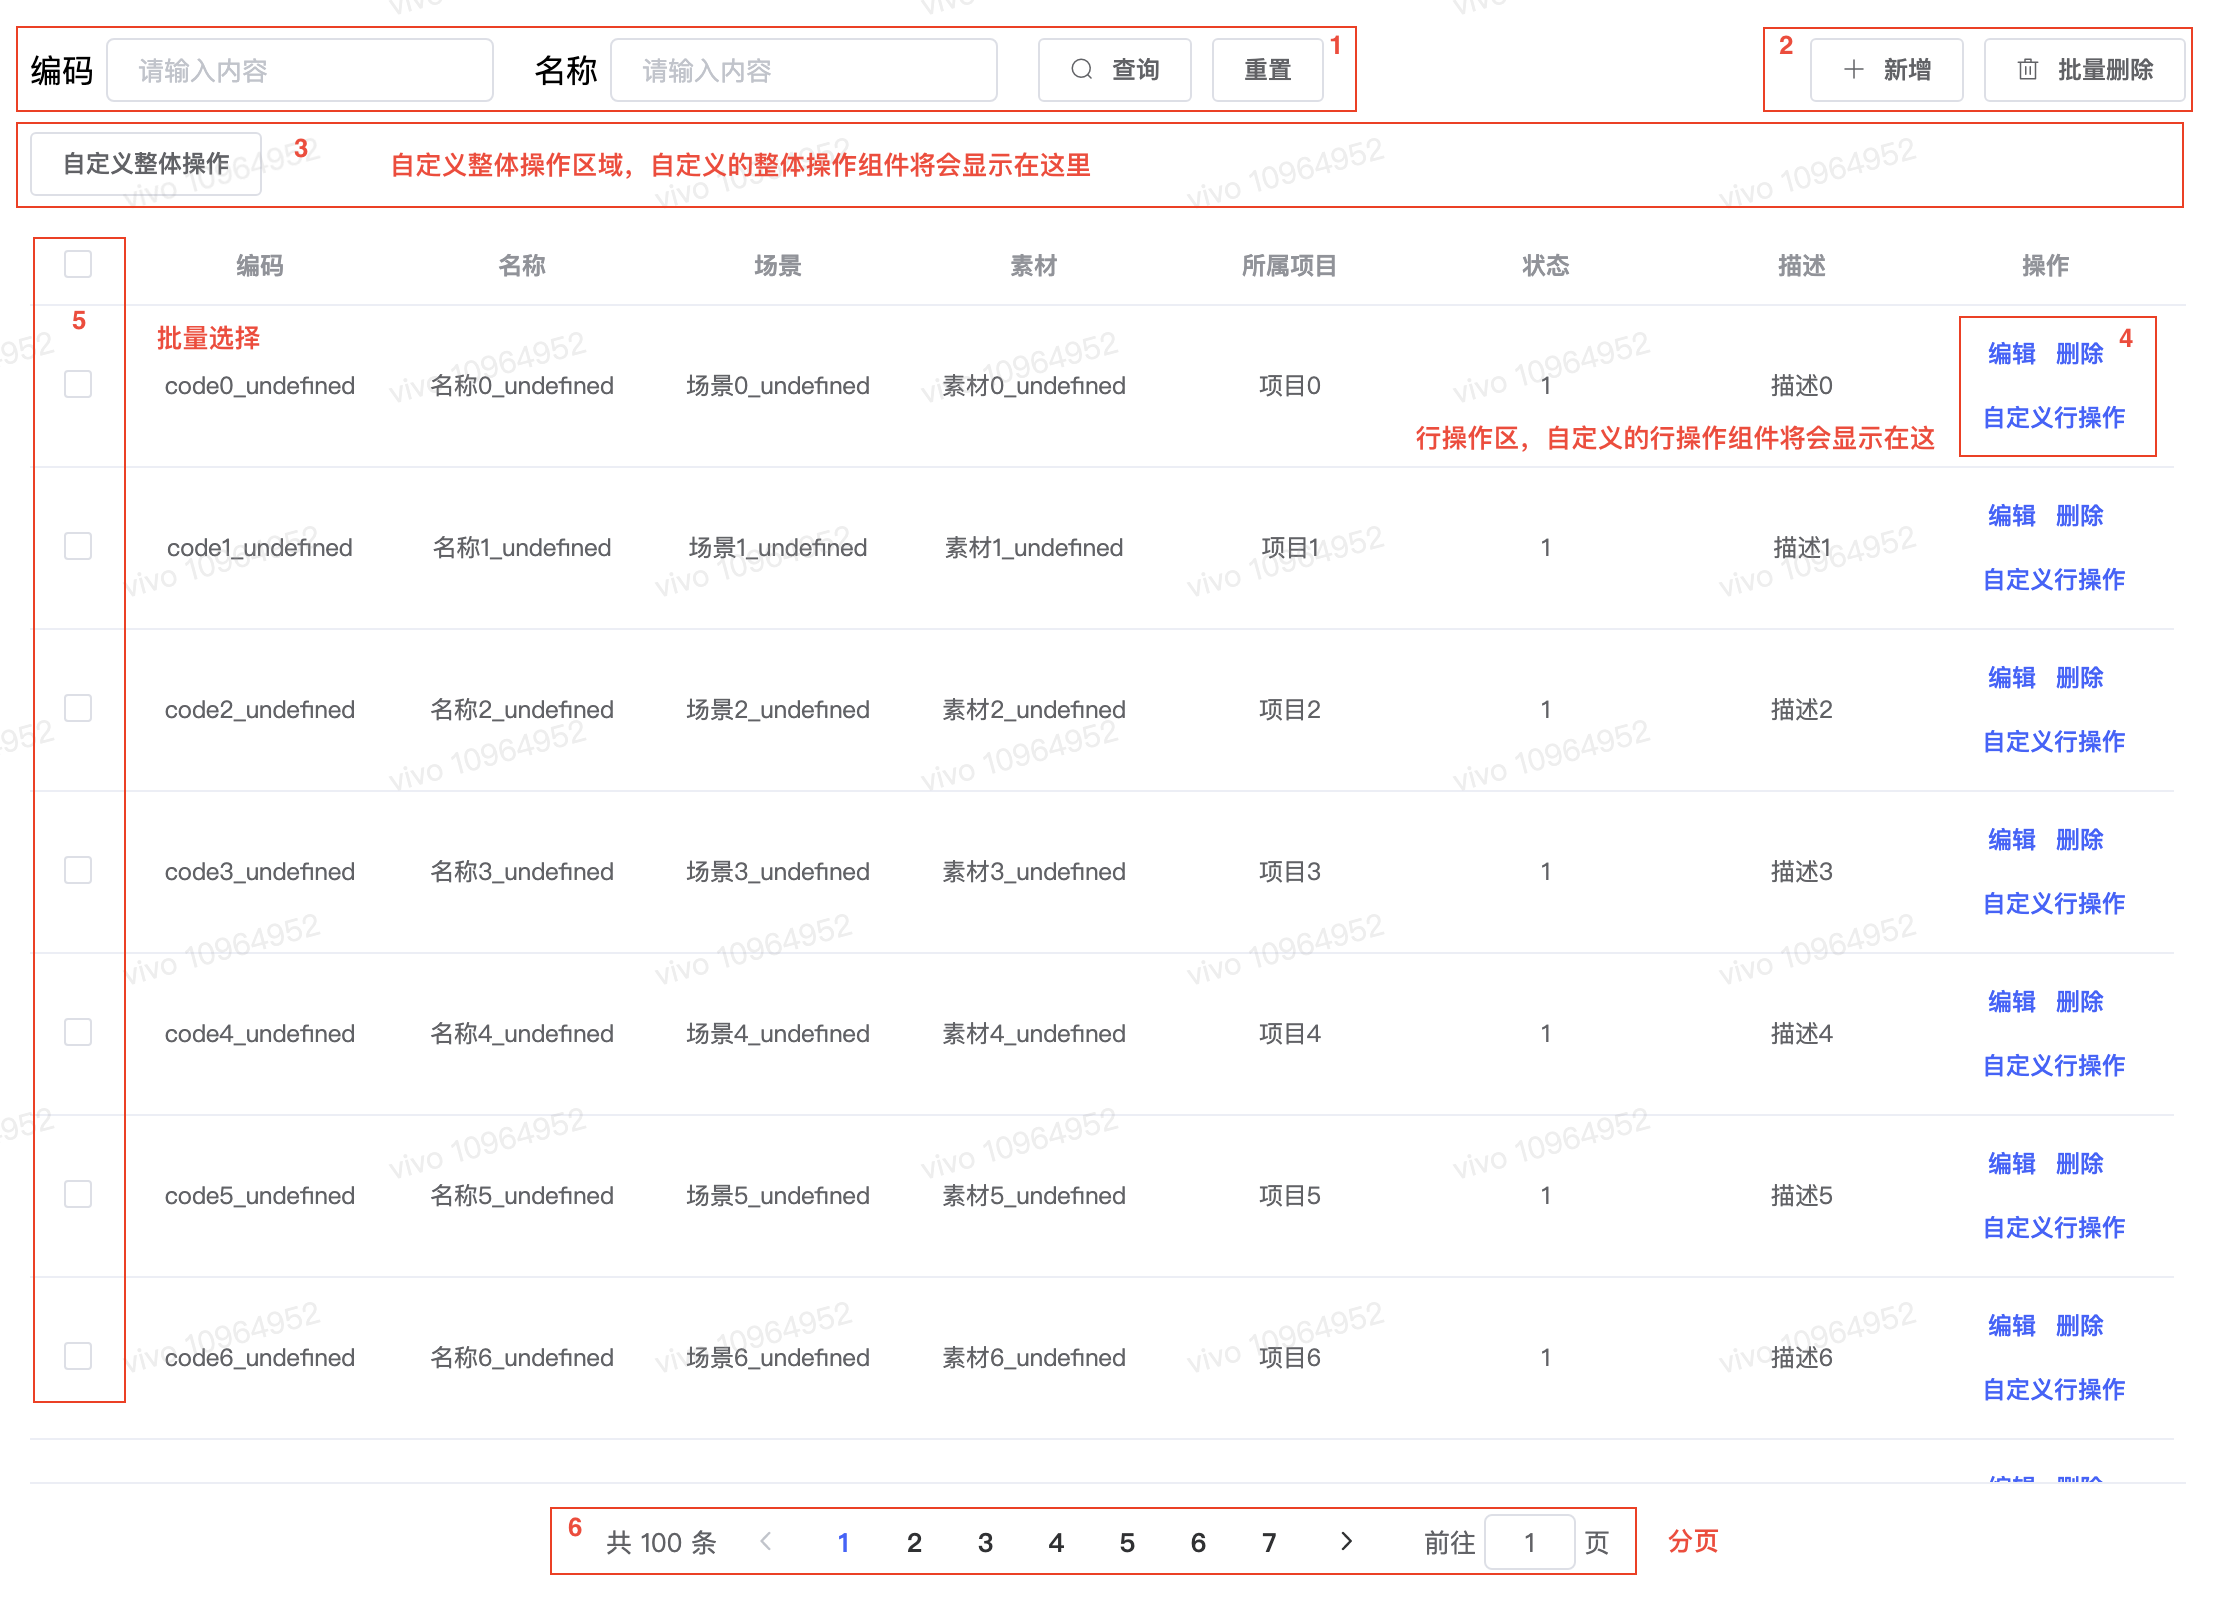 编码 请输入内容 名称 请输入内容 查询 重置 1 2 新增 批量删除
自定义整体操作 3 自定义整体操作区域，自定义的整体操作组件将会显示在这里
编码 名称 场景 素材 所属项目 状态 描述 操作
5 批量选择 编辑 删除 4
code0_undefined 名称0_undefined 场景0_undefined 素材0_undefined 项目0 1 描述0
行操作区，自定义的行操作组件将会显示在这 自定义行操作
编辑 删除
code1_undefined 名称1_undefined 场景1_undefined 素材1_undefined 项目1 1 描述1
自定义行操作
编辑 删除
code2_undefined 名称2_undefined 场景2_undefined 素材2_undefined 项目2 1 描述2
自定义行操作
编辑 删除
code3_undefined 名称3_undefined 场景3_undefined 素材3_undefined 项目3 1 描述3
自定义行操作
编辑 删除
code4_undefined 名称4_undefined 场景4_undefined 素材4_undefined 项目4 1 描述4
自定义行操作
编辑 删除
code5_undefined 名称5_undefined 场景5_undefined 素材5_undefined 项目5 1 描述5
自定义行操作
编辑 删除
code6_undefined 名称6_undefined 场景6_undefined 素材6_undefined 项目6 1 描述6
自定义行操作
编辑 删除
6 共 100 条 1 2 3 4 5 6 7 前往 1 页 分页
vivo 10964952